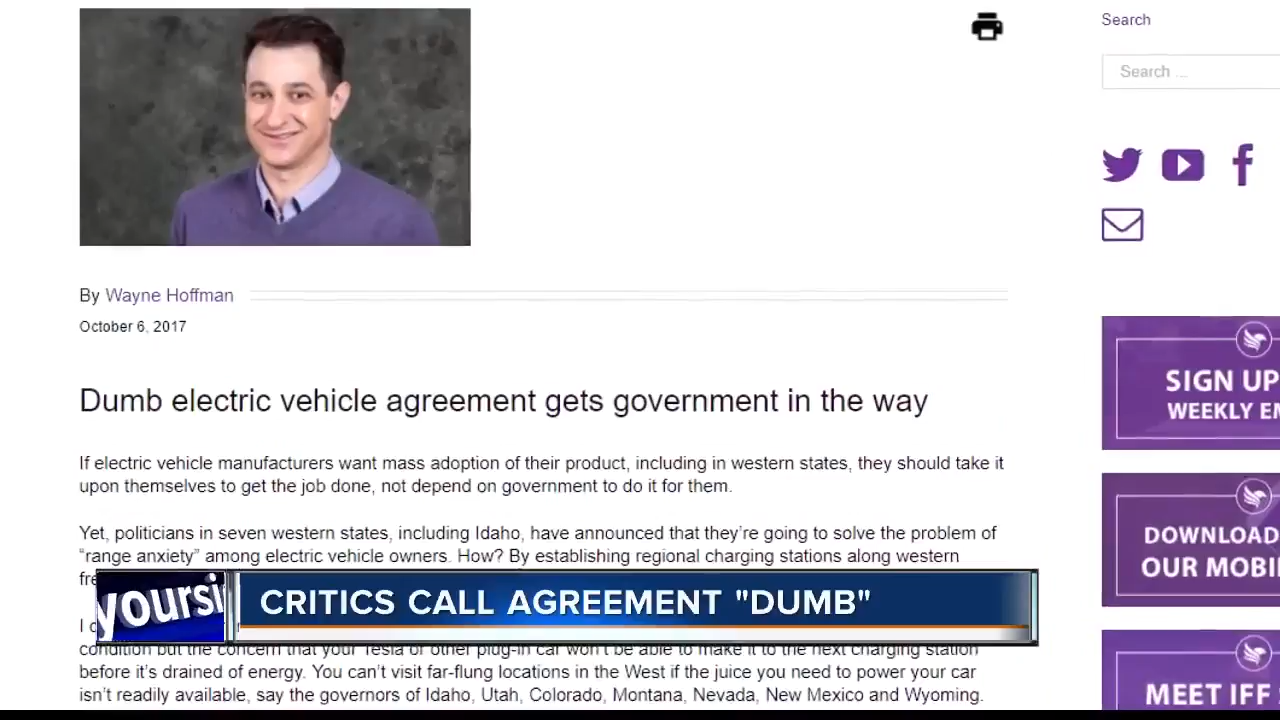 Search
Search ...
By Wayne Hoffman
October 6, 2017
Dumb electric vehicle agreement gets government in the way
If electric vehicle manufacturers want mass adoption of their product, including in western states, they should take it
upon themselves to get the job done, not depend on government to do it for them.
Yet, politicians in seven western states, including Idaho, have announced that they're going to solve the problem of
“range anxiety” among electric vehicle owners. How? By establishing regional charging stations along western
fre
yoursi
CRITICS CALL AGREEMENT "DUMB"
I c
condition but the concern that your Tesla or other plug-in car won't be able to make it to the next charging station
before it's drained of energy. You can't visit far-flung locations in the West if the juice you need to power your car
isn't readily available, say the governors of Idaho, Utah, Colorado, Montana, Nevada, New Mexico and Wyoming.
SIGN UP
WEEKLY EM
DOWNLOAD
OUR MOBI
MEET IFF